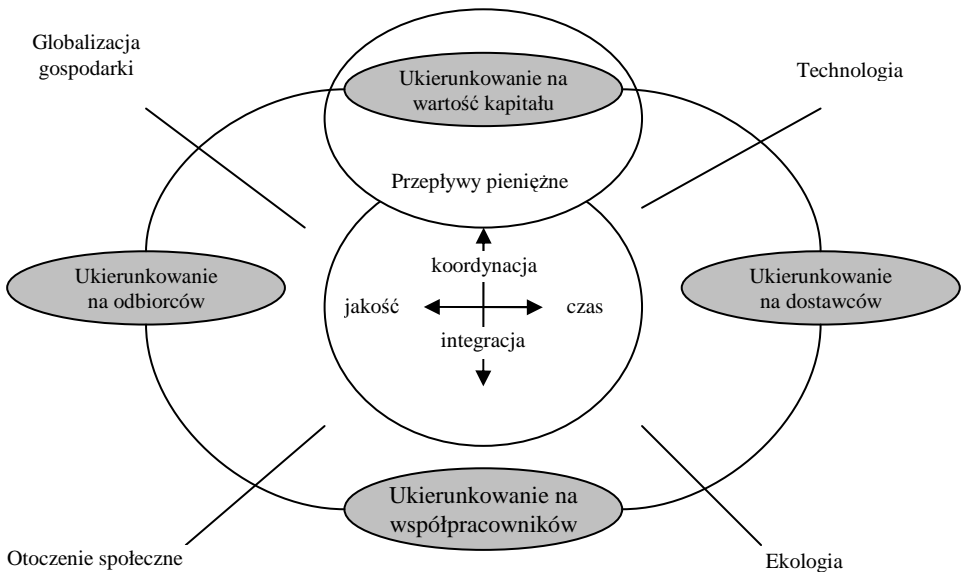 Globalizacja
gospodarki
Ukierunkowanie na
wartość kapitału
Technologia
Przepływy pieniężne
Ukierunkowanie
na odbiorców
koordynacja
jakość
czas
integracja
Ukierunkowanie
na dostawców
Ukierunkowanie na
współpracowników
Otoczenie społeczne
Ekologia